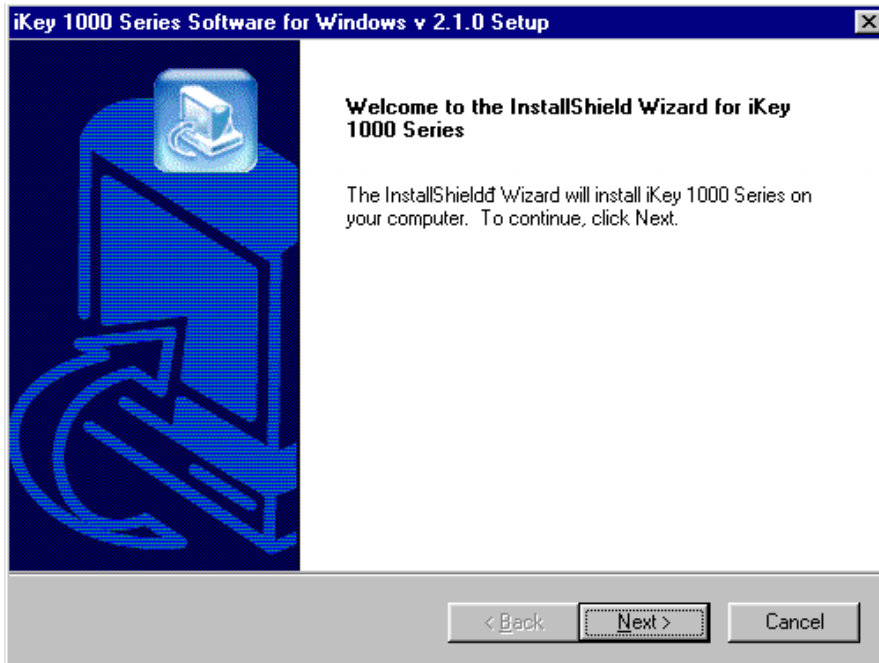 iKey 1000 Series Software for Windows v 2.1.0 Setup
Welcome to the InstallShield Wizard for iKey
1000 Series
The InstallShieldđ Wizard will install iKey 1000 Series on
your computer.  To continue, click Next.
< Back
Next >
Cancel